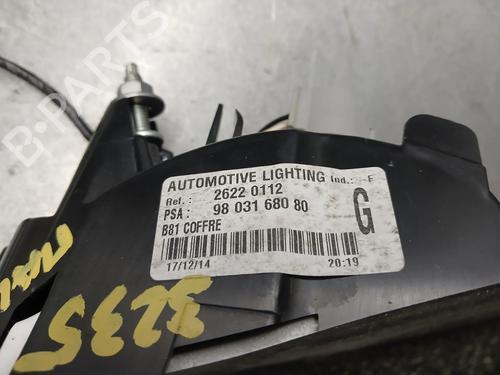 B-PARTS
AUTOMOTIVE LIGHTING Ind.: -F
Ref.: 2622 0112
PSA : 98 031 680 80
B81 COFFRE
G
17/12/14 20:19
3235